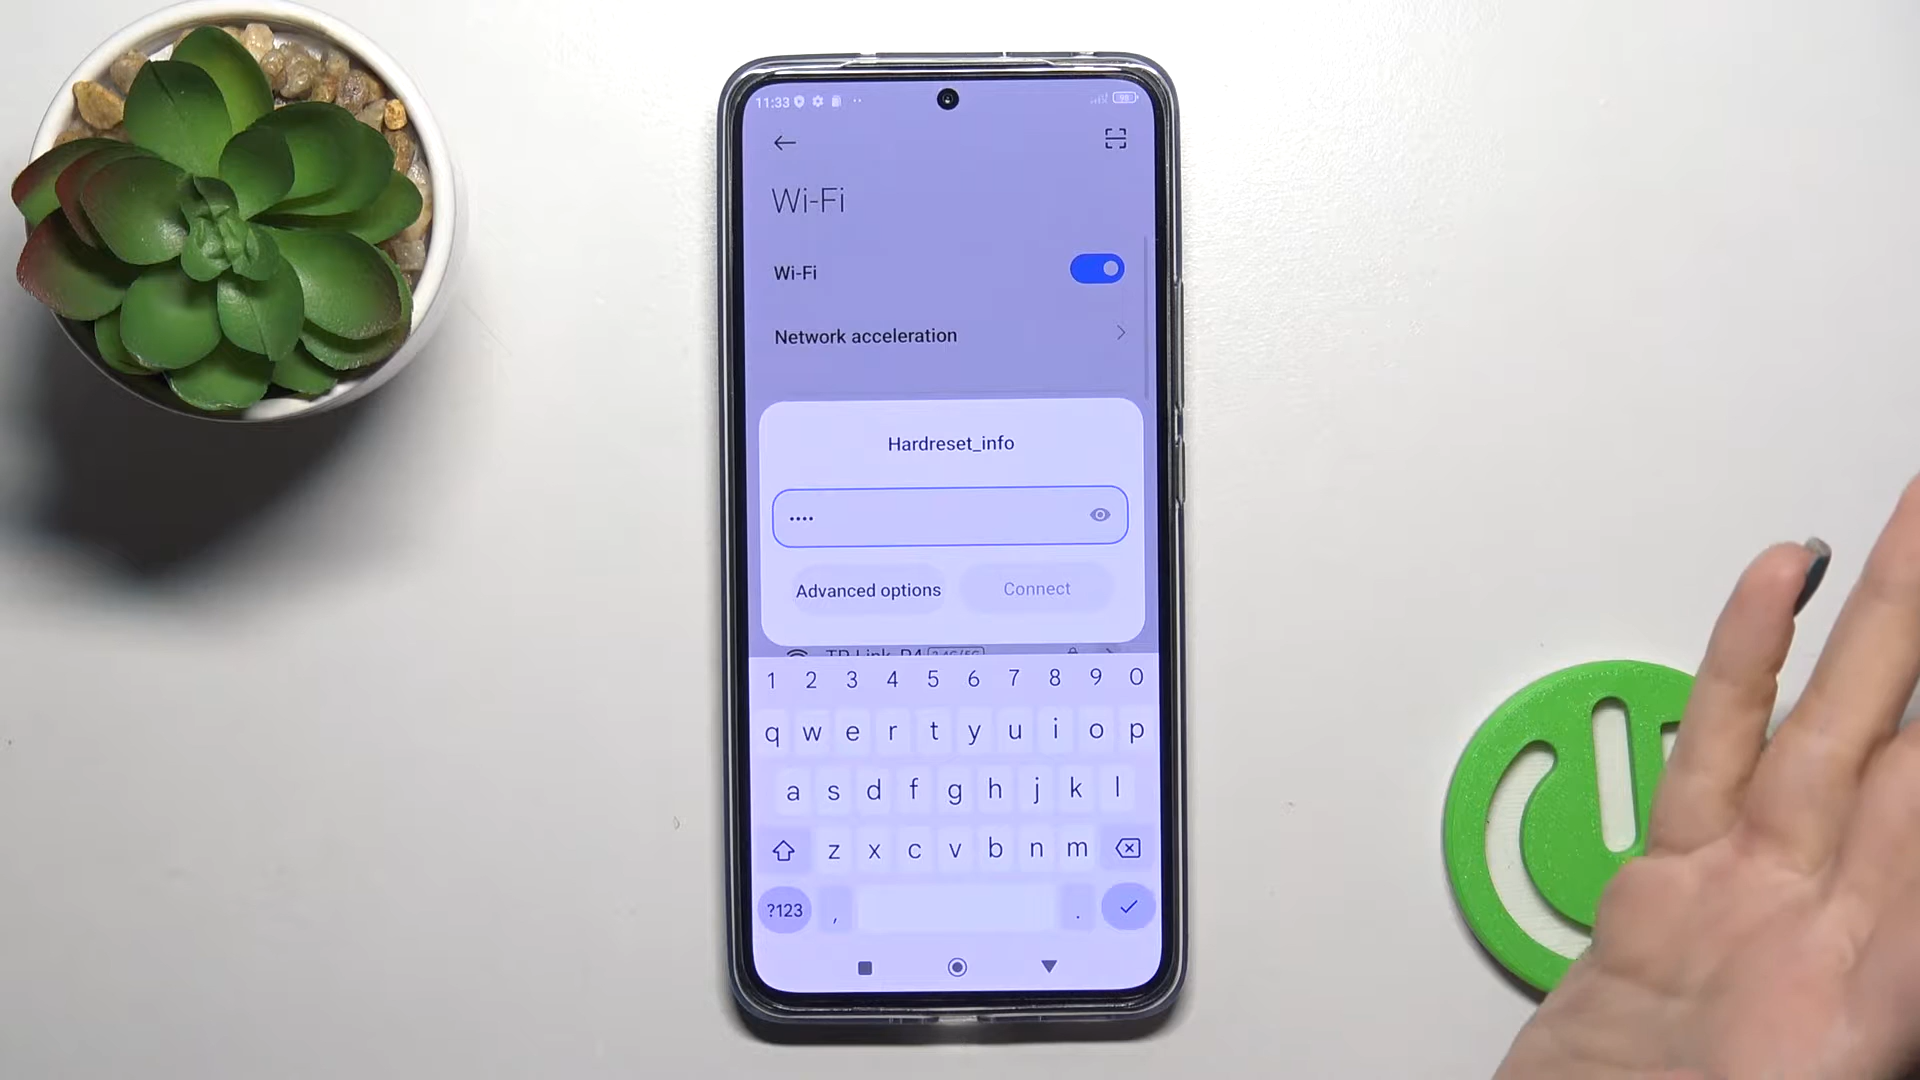 11:33
Wi-Fi
Wi-Fi
Network acceleration
Hardreset_info
••••
Advanced options Connect
TP-Link_D4 2.4G/5G
1 2 3 4 5 6 7 8 9 0
q w e r t y u i o p
a s d f g h j k l
z x c v b n m
?123 , .